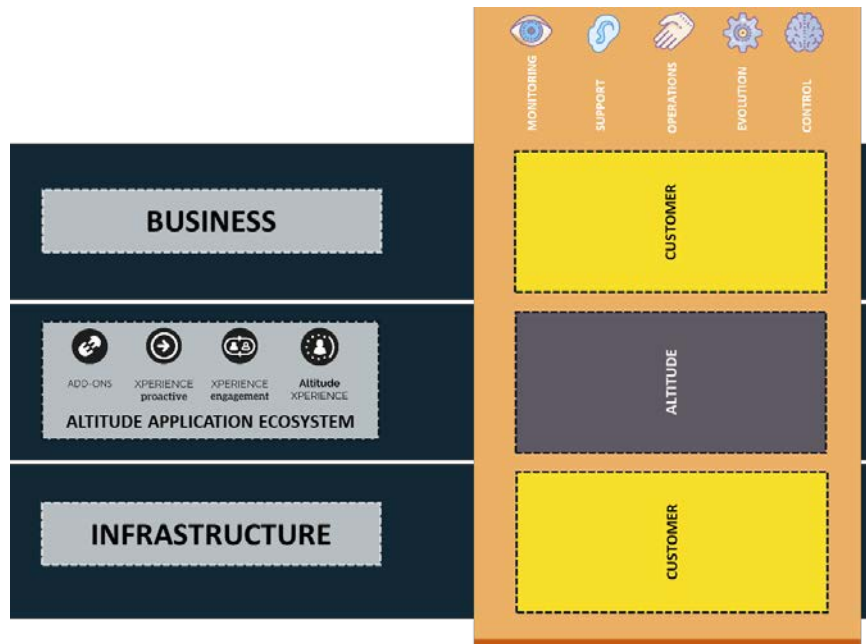 MONITORING
SUPPORT
OPERATIONS
EVOLUTION
CONTROL
BUSINESS
CUSTOMER
ADD-ONS
XPERIENCE
proactive
XPERIENCE
engagement
Altitude
XPERIENCE
ALTITUDE APPLICATION ECOSYSTEM
ALTITUDE
INFRASTRUCTURE
CUSTOMER